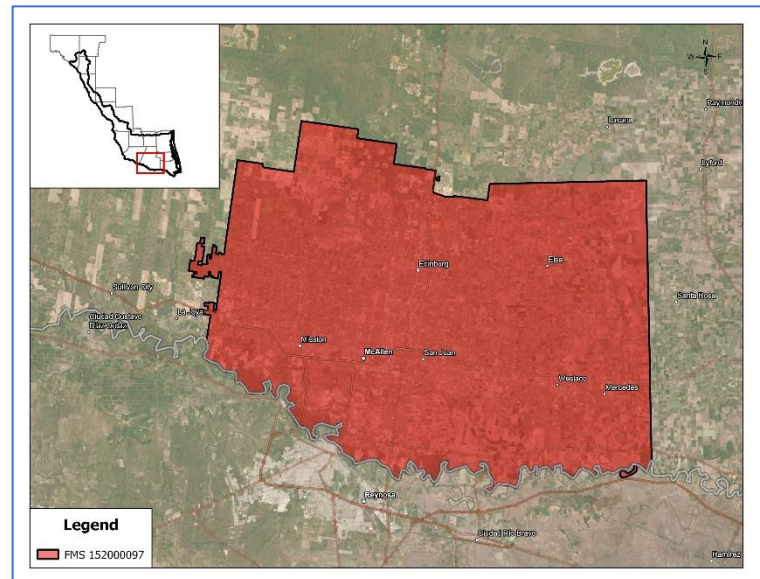 N
W E
S
Raymondv
Lasara
Lyford
Edinburg
Elsa
Sullivan City
Santa Rosa
La Joya
Ciudad Gustavo
Díaz Ordaz
Mission
McAllen
San Juan
Weslaco
Mercedes
Reynosa
Legend
FMS 152000097
Ciudad Río Bravo
Ramirez